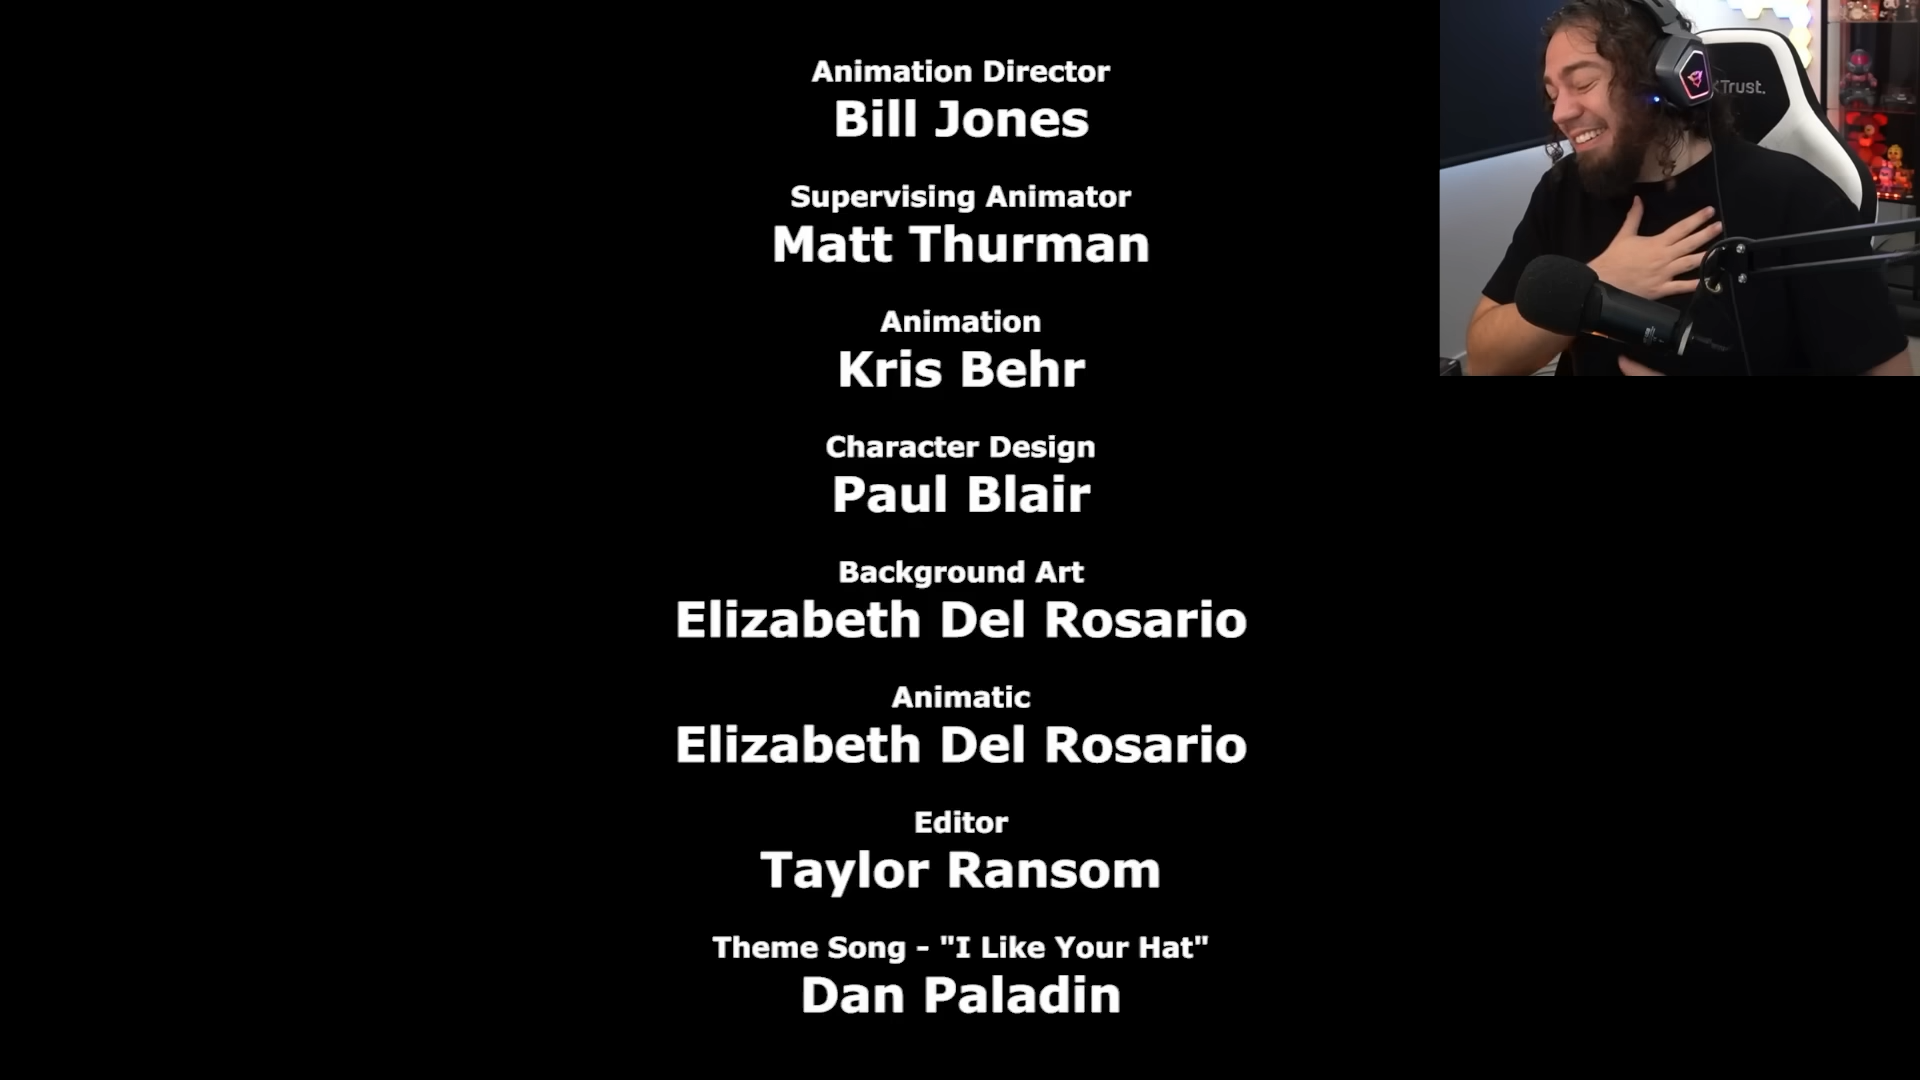 Animation Director
Bill Jones
Supervising Animator
Matt Thurman
Animation
Kris Behr
Character Design
Paul Blair
Background Art
Elizabeth Del Rosario
Animatic
Elizabeth Del Rosario
Editor
Taylor Ransom
Theme Song - "I Like Your Hat"
Dan Paladin
Trust.